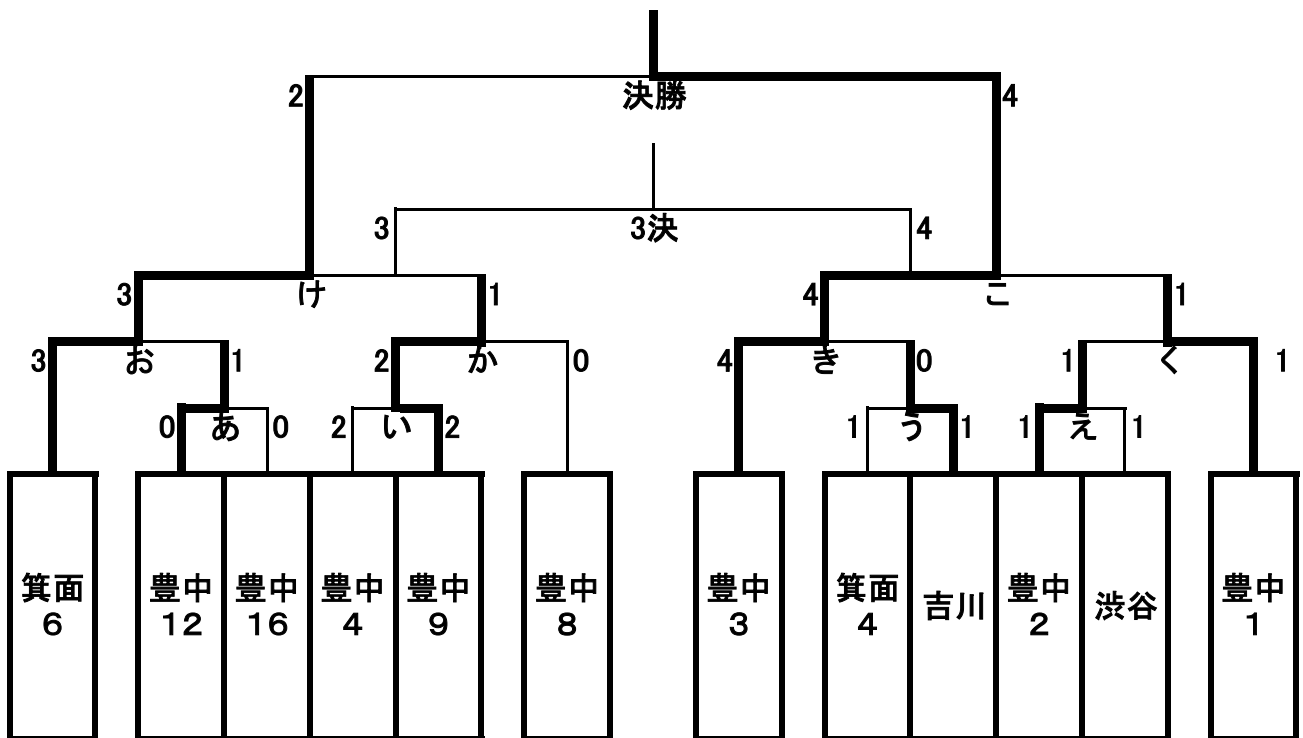 2 決勝 4
3 3決 4
3 け 1 4 こ 1
3 お 1 2 か 0 4 き 0 1 く 1
0 あ 0 2 い 2 1 う 1 1 え 1
箕面 豊中 豊中 豊中 豊中 豊中 豊中 箕面 吉川 豊中 渋谷 豊中
6 12 16 4 9 8 3 4 2 1